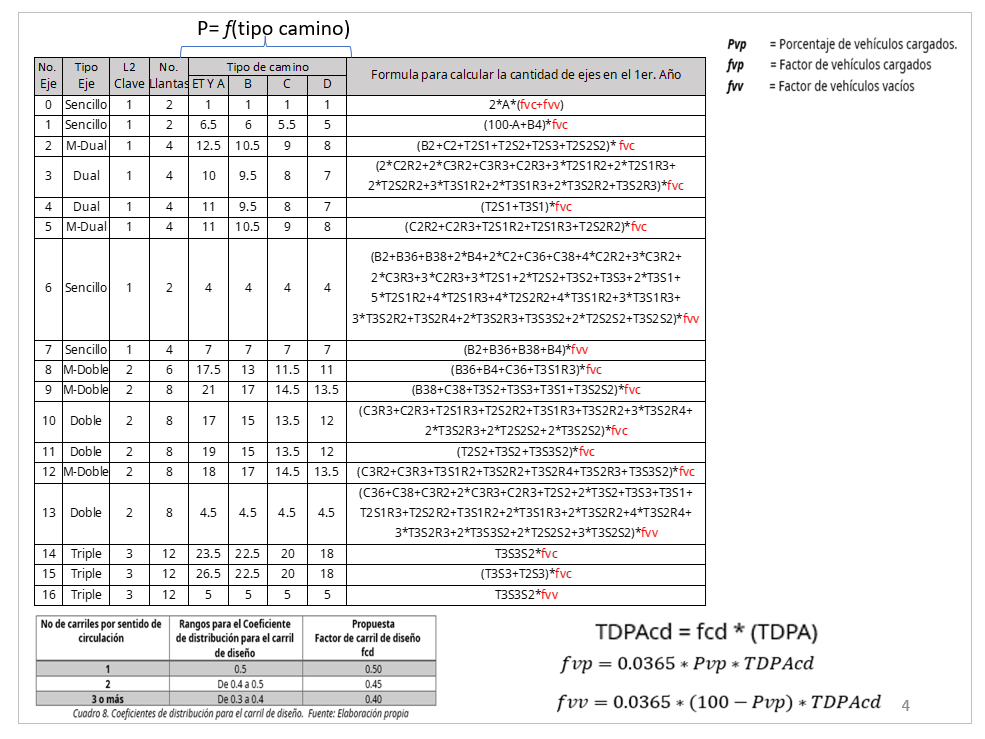 P= f(tipo camino)
Pvp = Porcentaje de vehículos cargados.
fvp = Factor de vehículos cargados
fvv = Factor de vehículos vacíos
No. Eje Tipo Eje L2 Clave No. Llantas Tipo de camino Formula para calcular la cantidad de ejes en el 1er. Año
ET Y A B C D
0 Sencillo 1 2 1 1 1 1 2*A*(fvc+fvv)
1 Sencillo 1 2 6.5 6 5.5 5 (100-A+B4)*fvc
2 M-Dual 1 4 12.5 10.5 9 8 (B2+C2+T2S1+T2S2+T2S3+T2S2S2)* fvc
3 Dual 1 4 10 9.5 8 7 (2*C2R2+2*C3R2+C3R3+C2R3+3*T2S1R2+2*T2S1R3+
2*T2S2R2+3*T3S1R2+2*T3S1R3+2*T3S2R2+T3S2R3)*fvc
4 Dual 1 4 11 9.5 8 7 (T2S1+T3S1)*fvc
5 M-Dual 1 4 11 10.5 9 8 (C2R2+C2R3+T2S1R2+T2S1R3+T2S2R2)*fvc
6 Sencillo 1 2 4 4 4 4 (B2+B36+B38+2*B4+2*C2+C36+C38+4*C2R2+3*C3R2+
2*C3R3+3*C2R3+3*T2S1+2*T2S2+T3S2+T3S3+2*T3S1+
5*T2S1R2+4*T2S1R3+4*T2S2R2+4*T3S1R2+3*T3S1R3+
3*T3S2R2+T3S2R4+2*T3S2R3+T3S3S2+2*T2S2S2+T3S2S2)*fvv
7 Sencillo 1 4 7 7 7 7 (B2+B36+B38+B4)*fvv
8 M-Doble 2 6 17.5 13 11.5 11 (B36+B4+C36+T3S1R3)*fvc
9 M-Doble 2 8 21 17 14.5 13.5 (B38+C38+T3S2+T3S3+T3S1+T3S2S2)*fvc
10 Doble 2 8 17 15 13.5 12 (C3R3+C2R3+T2S1R3+T2S2R2+T3S1R3+T3S2R2+3*T3S2R4+
2*T3S2R3+2*T2S2S2+2*T3S2S2)*fvc
11 Doble 2 8 19 15 13.5 12 (T2S2+T3S2+T3S3S2)*fvc
12 M-Doble 2 8 18 17 14.5 13.5 (C3R2+C3R3+T3S1R2+T3S2R2+T3S2R4+T3S2R3+T3S3S2)*fvc
13 Doble 2 8 4.5 4.5 4.5 4.5 (C36+C38+C3R2+2*C3R3+C2R3+T2S2+2*T3S2+T3S3+T3S1+
T2S1R3+T2S2R2+T3S1R2+2*T3S1R3+2*T3S2R2+4*T3S2R4+
3*T3S2R3+2*T3S3S2+2*T2S2S2+3*T3S2S2)*fvv
14 Triple 3 12 23.5 22.5 20 18 T3S3S2*fvc
15 Triple 3 12 26.5 22.5 20 18 (T3S3+T2S3)*fvc
16 Triple 3 12 5 5 5 5 T3S3S2*fvv
No de carriles por sentido de circulación Rangos para el Coeficiente de distribución para el carril de diseño Propuesta Factor de carril de diseño fcd
1 0.5 0.50
2 De 0.4 a 0.5 0.45
3 o más De 0.3 a 0.4 0.40
Cuadro 8. Coeficientes de distribución para el carril de diseño. Fuente: Elaboración propia
TDPAcd = fcd * (TDPA)
fvp = 0.0365 * Pvp * TDPAcd
fvv = 0.0365 * (100 − Pvp) * TDPAcd
4